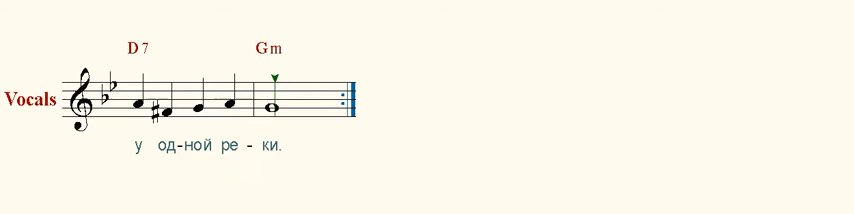 D7 Gm
Vocals
у од-ной ре - ки.